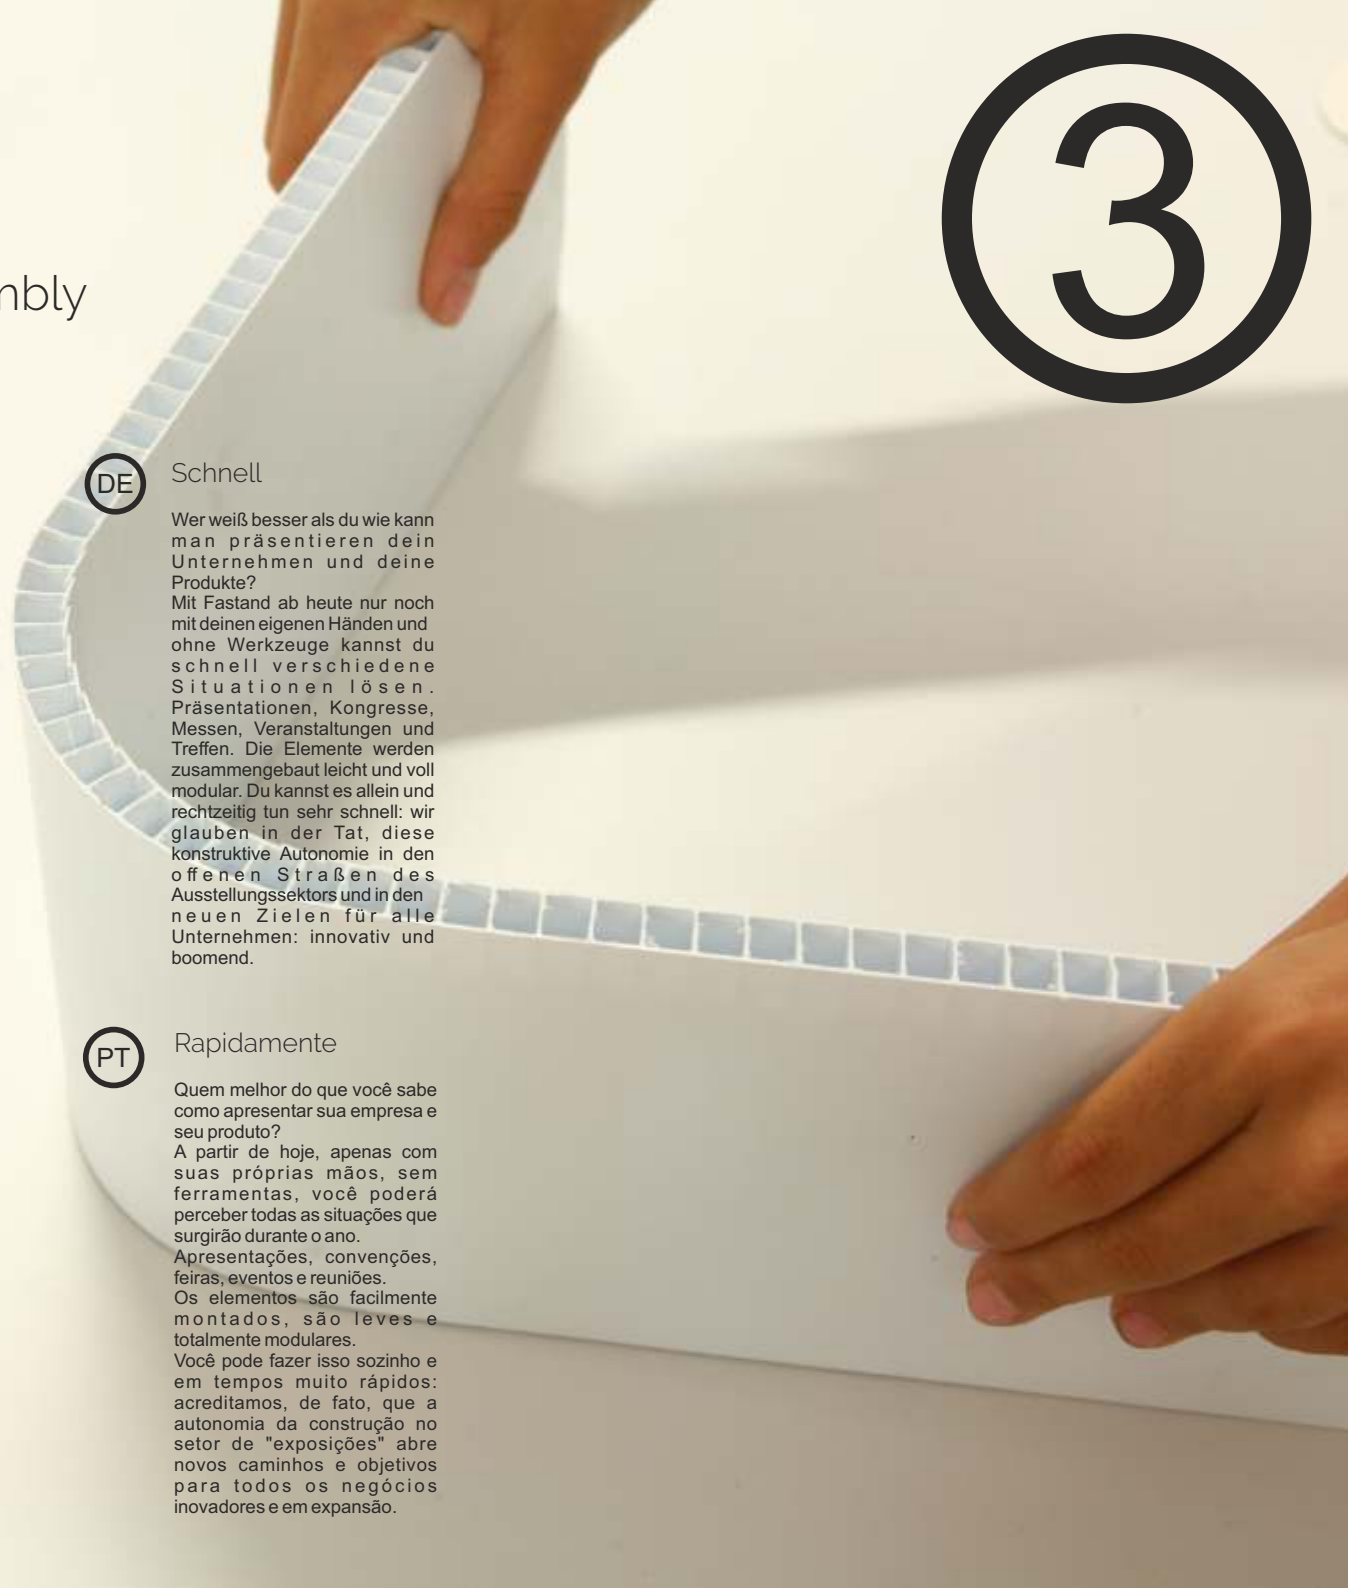 3
mbly
DE
Schnell
Wer weiß besser als du wie kann
man präsentieren dein
Unternehmen und deine
Produkte?
Mit Fastand ab heute nur noch
mit deinen eigenen Händen und
ohne Werkzeuge kannst du
schnell verschiedene
Situationen lösen.
Präsentationen, Kongresse,
Messen, Veranstaltungen und
Treffen. Die Elemente werden
zusammengebaut leicht und voll
modular. Du kannst es allein und
rechtzeitig tun sehr schnell: wir
glauben in der Tat, diese
konstruktive Autonomie in den
offenen Straßen des
Ausstellungssektors und in den
neuen Zielen für alle
Unternehmen: innovativ und
boomend.
PT
Rapidamente
Quem melhor do que você sabe
como apresentar sua empresa e
seu produto?
A partir de hoje, apenas com
suas próprias mãos, sem
ferramentas, você poderá
perceber todas as situações que
surgirão durante o ano.
Apresentações, convenções,
feiras, eventos e reuniões.
Os elementos são facilmente
montados, são leves e
totalmente modulares.
Você pode fazer isso sozinho e
em tempos muito rápidos:
acreditamos, de fato, que a
autonomia da construção no
setor de "exposições" abre
novos caminhos e objetivos
para todos os negócios
inovadores e em expansão.